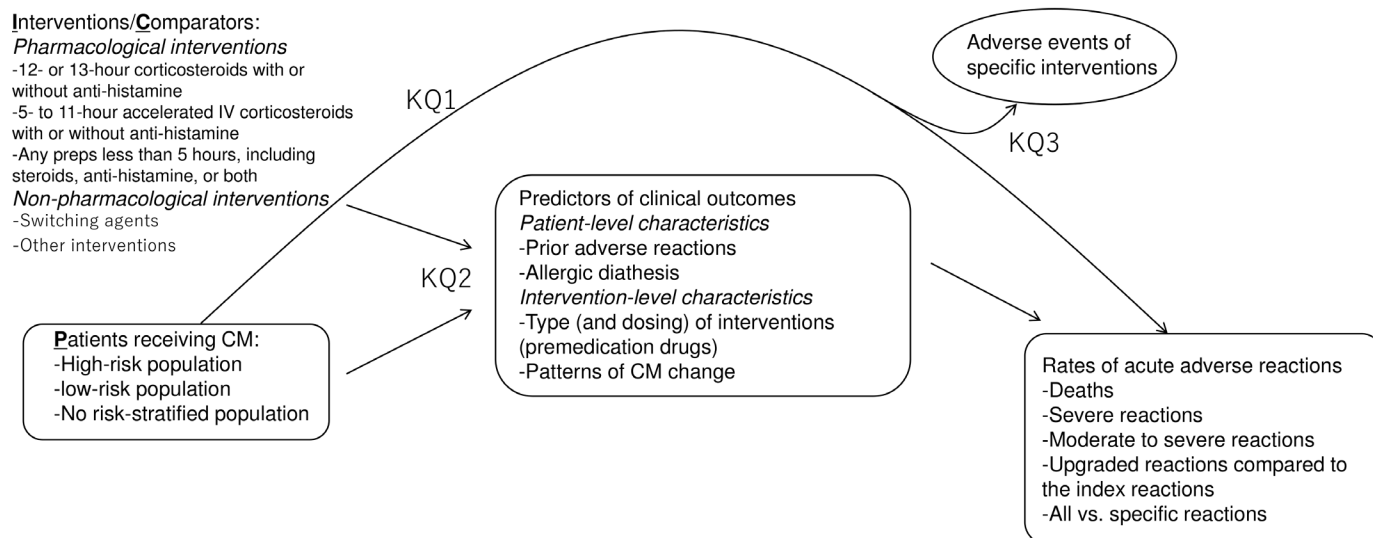 Interventions/Comparators:
Pharmacological interventions
-12- or 13-hour corticosteroids with or
without anti-histamine
-5- to 11-hour accelerated IV corticosteroids
with or without anti-histamine
-Any preps less than 5 hours, including
steroids, anti-histamine, or both
Non-pharmacological interventions
-Switching agents
-Other interventions
KQ1
Adverse events of
specific interventions
KQ3
KQ2
Predictors of clinical outcomes
Patient-level characteristics
-Prior adverse reactions
-Allergic diathesis
Intervention-level characteristics
-Type (and dosing) of interventions
(premedication drugs)
-Patterns of CM change
Patients receiving CM:
-High-risk population
-low-risk population
-No risk-stratified population
Rates of acute adverse reactions
-Deaths
-Severe reactions
-Moderate to severe reactions
-Upgraded reactions compared to
the index reactions
-All vs. specific reactions